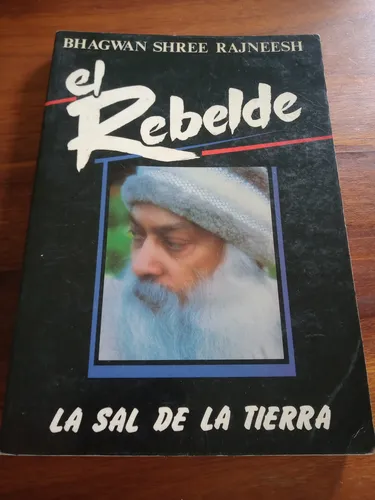 BHAGWAN SHREE RAJNEESH
el
Rebelde
LA SAL DE LA TIERRA